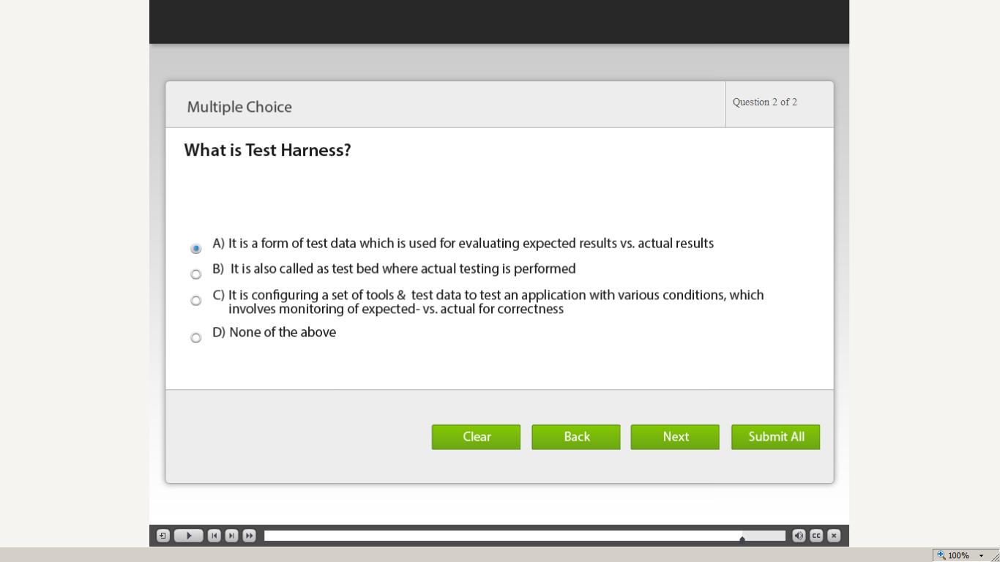 Multiple Choice
Question 2 of 2
What is Test Harness?
A) It is a form of test data which is used for evaluating expected results vs. actual results
B) It is also called as test bed where actual testing is performed
C) It is configuring a set of tools & test data to test an application with various conditions, which
involves monitoring of expected- vs. actual for correctness
D) None of the above
Clear Back Next Submit All
CC
100%